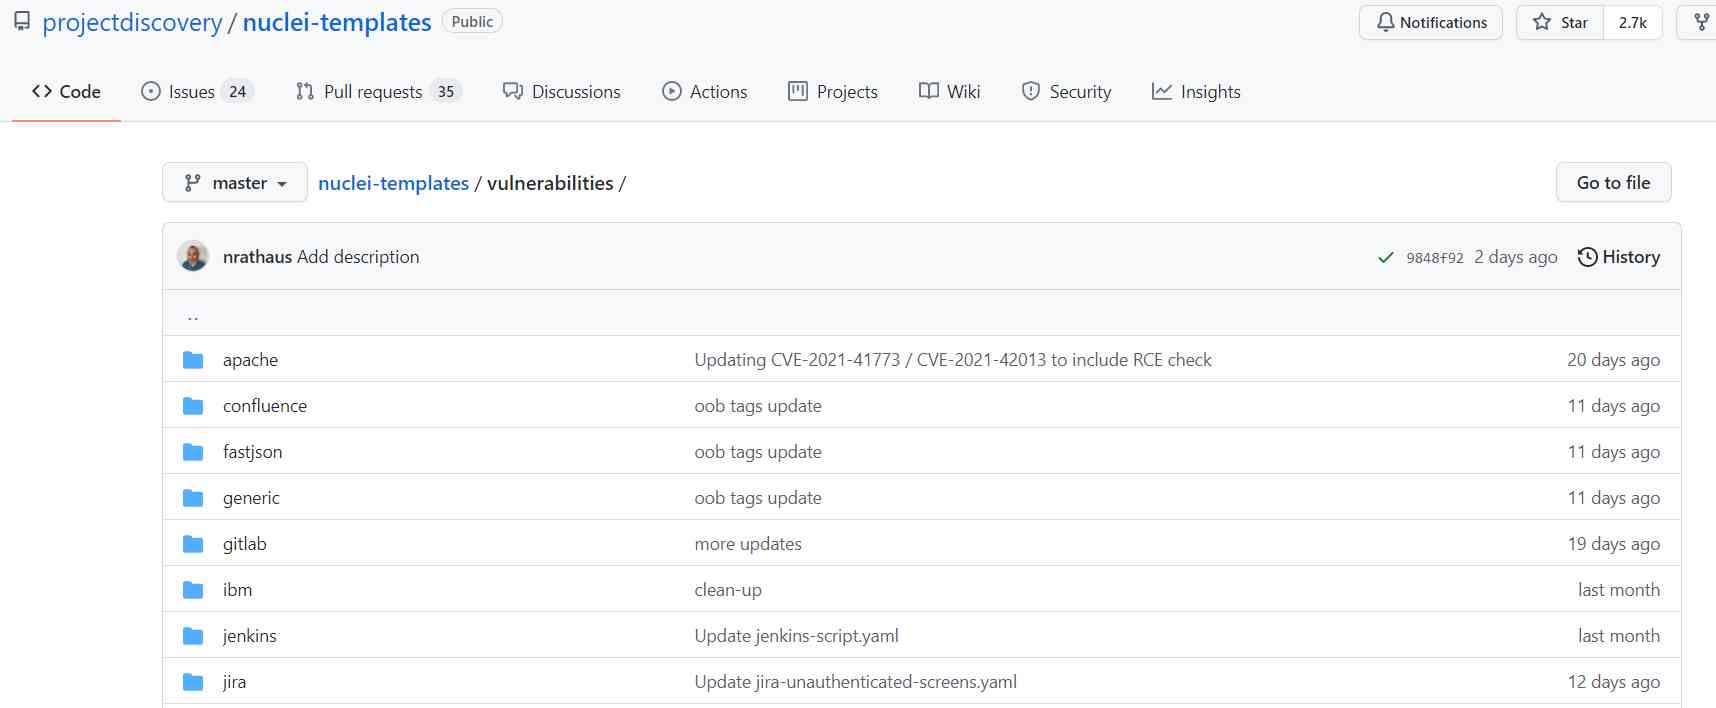 projectdiscovery / nuclei-templates Public Notifications Star 2.7k
Code Issues 24 Pull requests 35 Discussions Actions Projects Wiki Security Insights
master nuclei-templates / vulnerabilities / Go to file
nrathaus Add description 9848f92 2 days ago History
..
apache Updating CVE-2021-41773 / CVE-2021-42013 to include RCE check 20 days ago
confluence oob tags update 11 days ago
fastjson oob tags update 11 days ago
generic oob tags update 11 days ago
gitlab more updates 19 days ago
ibm clean-up last month
jenkins Update jenkins-script.yaml last month
jira Update jira-unauthenticated-screens.yaml 12 days ago